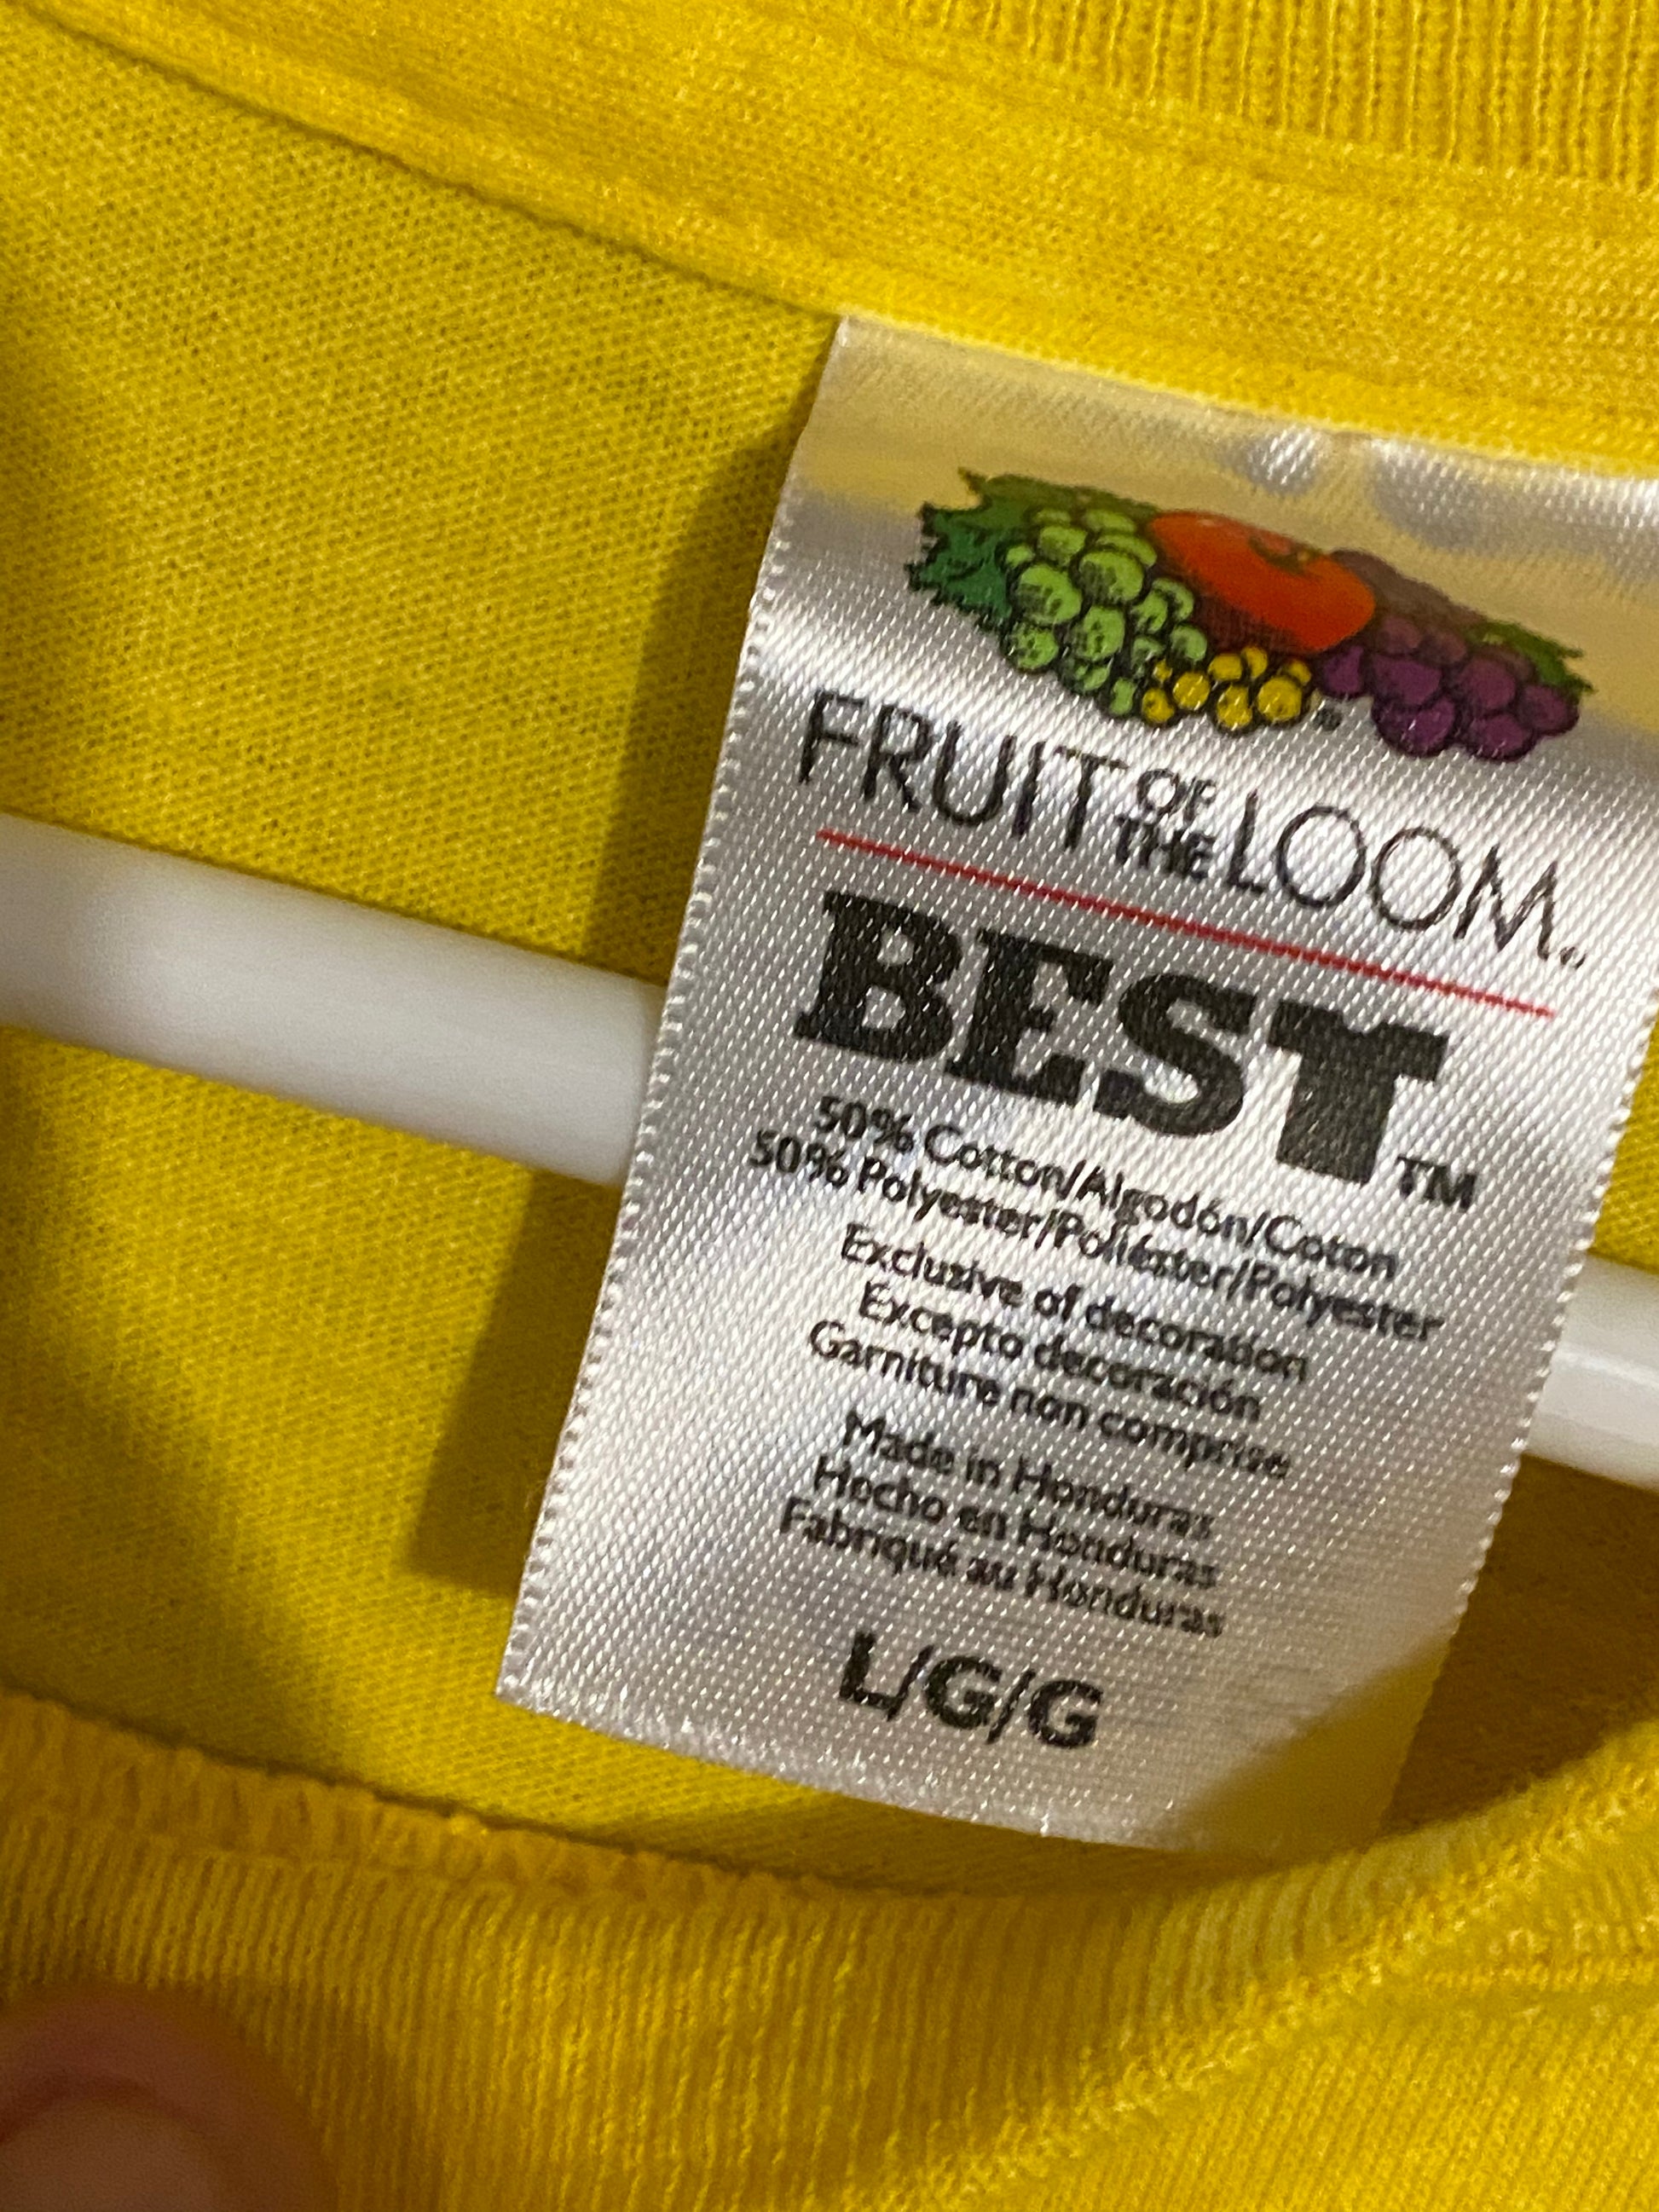 FRUIT OF THE LOOM®
BEST™
50% Cotton/Algodón/Coton
50% Polyester/Poliéster/Polyester
Exclusive of decoration
Excepto decoración
Garniture non comprise
Made in Honduras
Hecho en Honduras
Fabriqué au Honduras
L/G/G